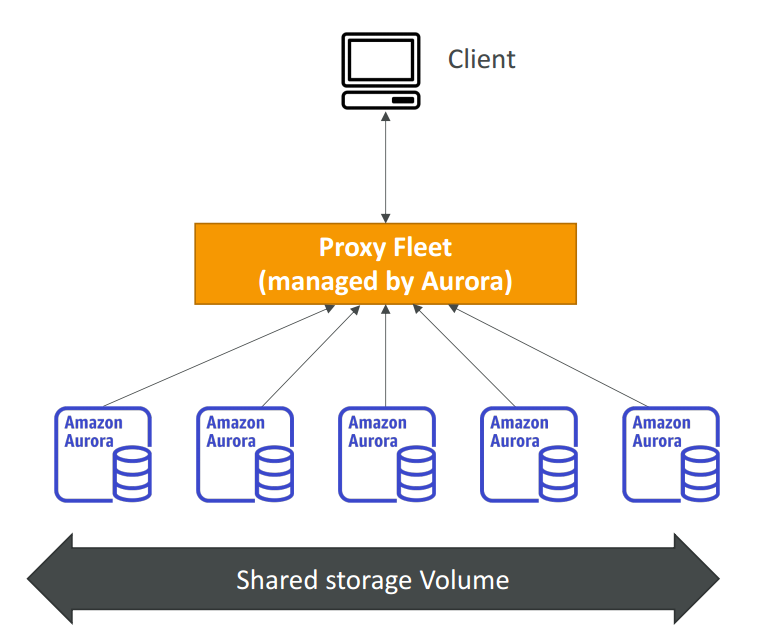 Client
Proxy Fleet
(managed by Aurora)
Amazon
Aurora
Amazon
Aurora
Amazon
Aurora
Amazon
Aurora
Amazon
Aurora
Shared storage Volume